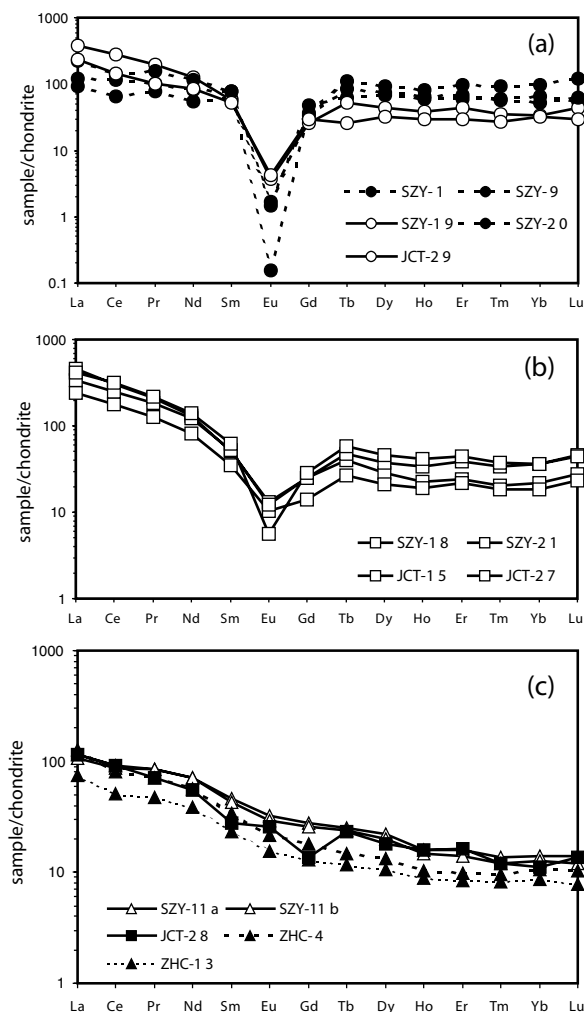 1000
(a)
100
10
1
0.1
sample/chondrite
SZY-1 SZY-9
SZY-19 SZY-20
JCT-29
La Ce Pr Nd Sm Eu Gd Tb Dy Ho Er Tm Yb Lu
1000
(b)
100
10
1
sample/chondrite
SZY-18 SZY-21
JCT-15 JCT-27
La Ce Pr Nd Sm Eu Gd Tb Dy Ho Er Tm Yb Lu
1000
(c)
100
10
1
sample/chondrite
SZY-11a SZY-11b
JCT-28 ZHC-4
ZHC-13
La Ce Pr Nd Sm Eu Gd Tb Dy Ho Er Tm Yb Lu